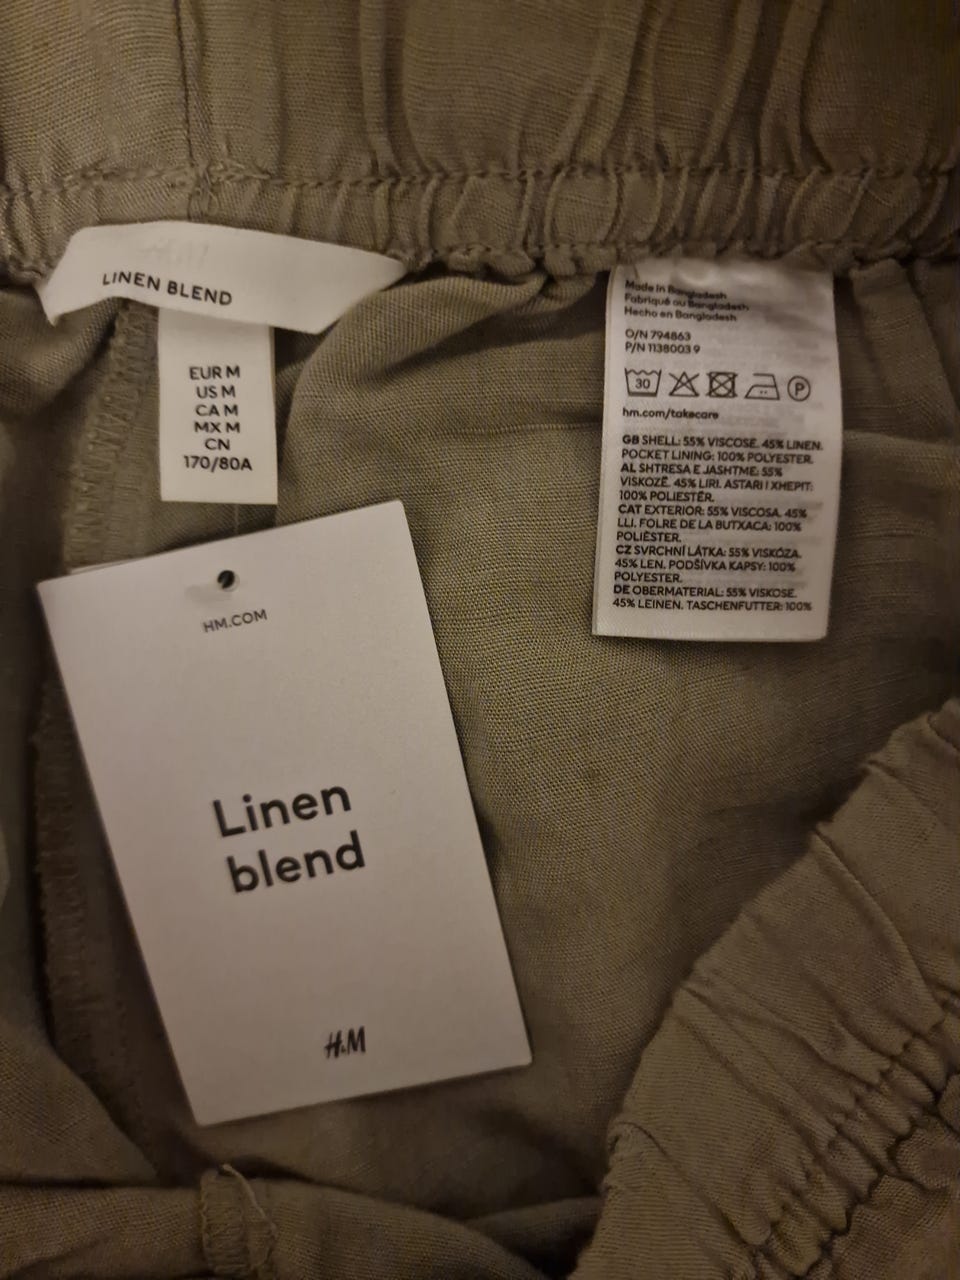 LINEN BLEND
EUR M
US M
CA M
MX M
CN
170/80A
HM.COM
Linen
blend
H&M
Made in Bangladesh
Fabriqué au Bangladesh
Hecho en Bangladesh
O/N 794863
P/N 1138003 9
30
P
hm.com/takecare
GB SHELL: 55% VISCOSE. 45% LINEN.
POCKET LINING: 100% POLYESTER.
AL SHTRESA E JASHTME: 55%
VISKOZË. 45% LIRI. ASTARI I XHEPIT:
100% POLIESTËR.
CAT EXTERIOR: 55% VISCOSA. 45%
LLI. FOLRE DE LA BUTXACA: 100%
POLIÈSTER.
CZ SVRCHNÍ LÁTKA: 55% VISKÓZA.
45% LEN. PODŠÍVKA KAPSY: 100%
POLYESTER.
DE OBERMATERIAL: 55% VISKOSE.
45% LEINEN. TASCHENFUTTER: 100%